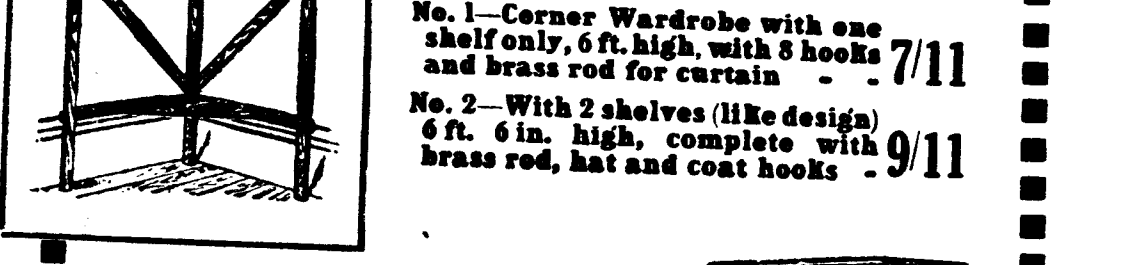 No. 1—Corner Wardrobe with one
shelf only, 6 ft. high, with 8 hooks
and brass rod for curtain - - 7/11
No. 2—With 2 shelves (like design)
6 ft. 6 in. high, complete with
brass rod, hat and coat hooks - 9/11